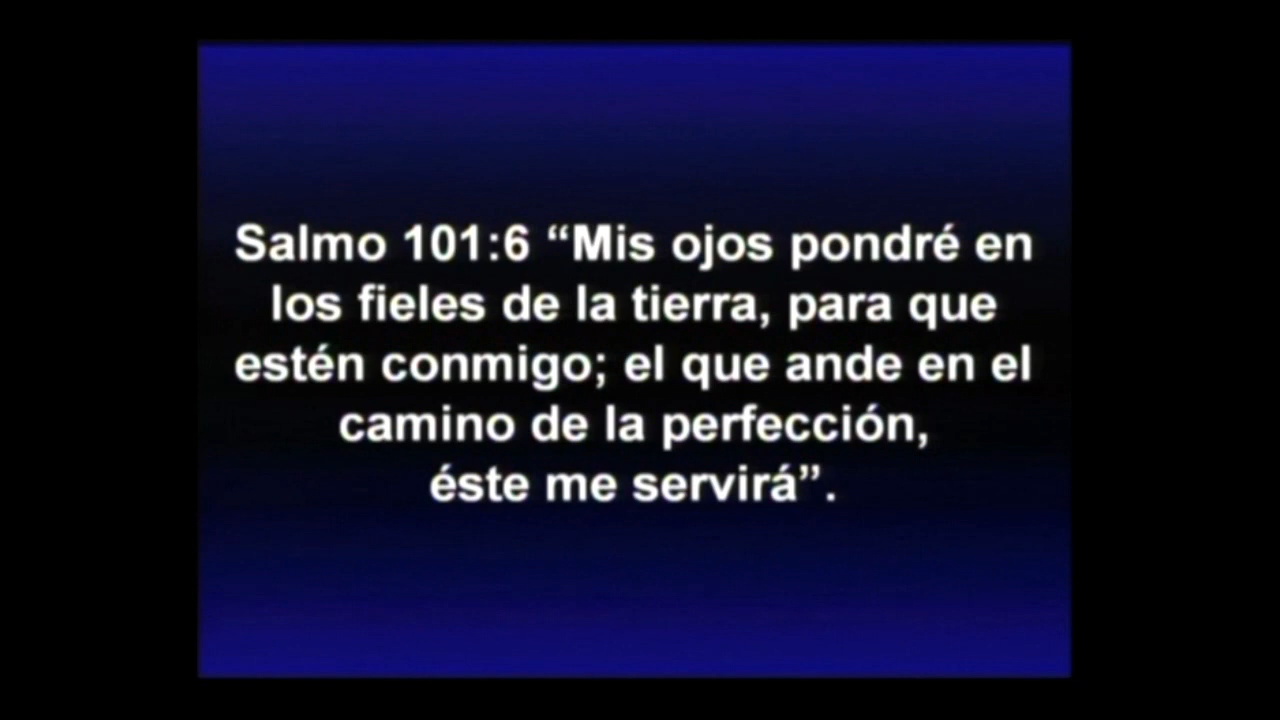 Salmo 101:6 “Mis ojos pondré en
los fieles de la tierra, para que
estén conmigo; el que ande en el
camino de la perfección,
éste me servirá”.